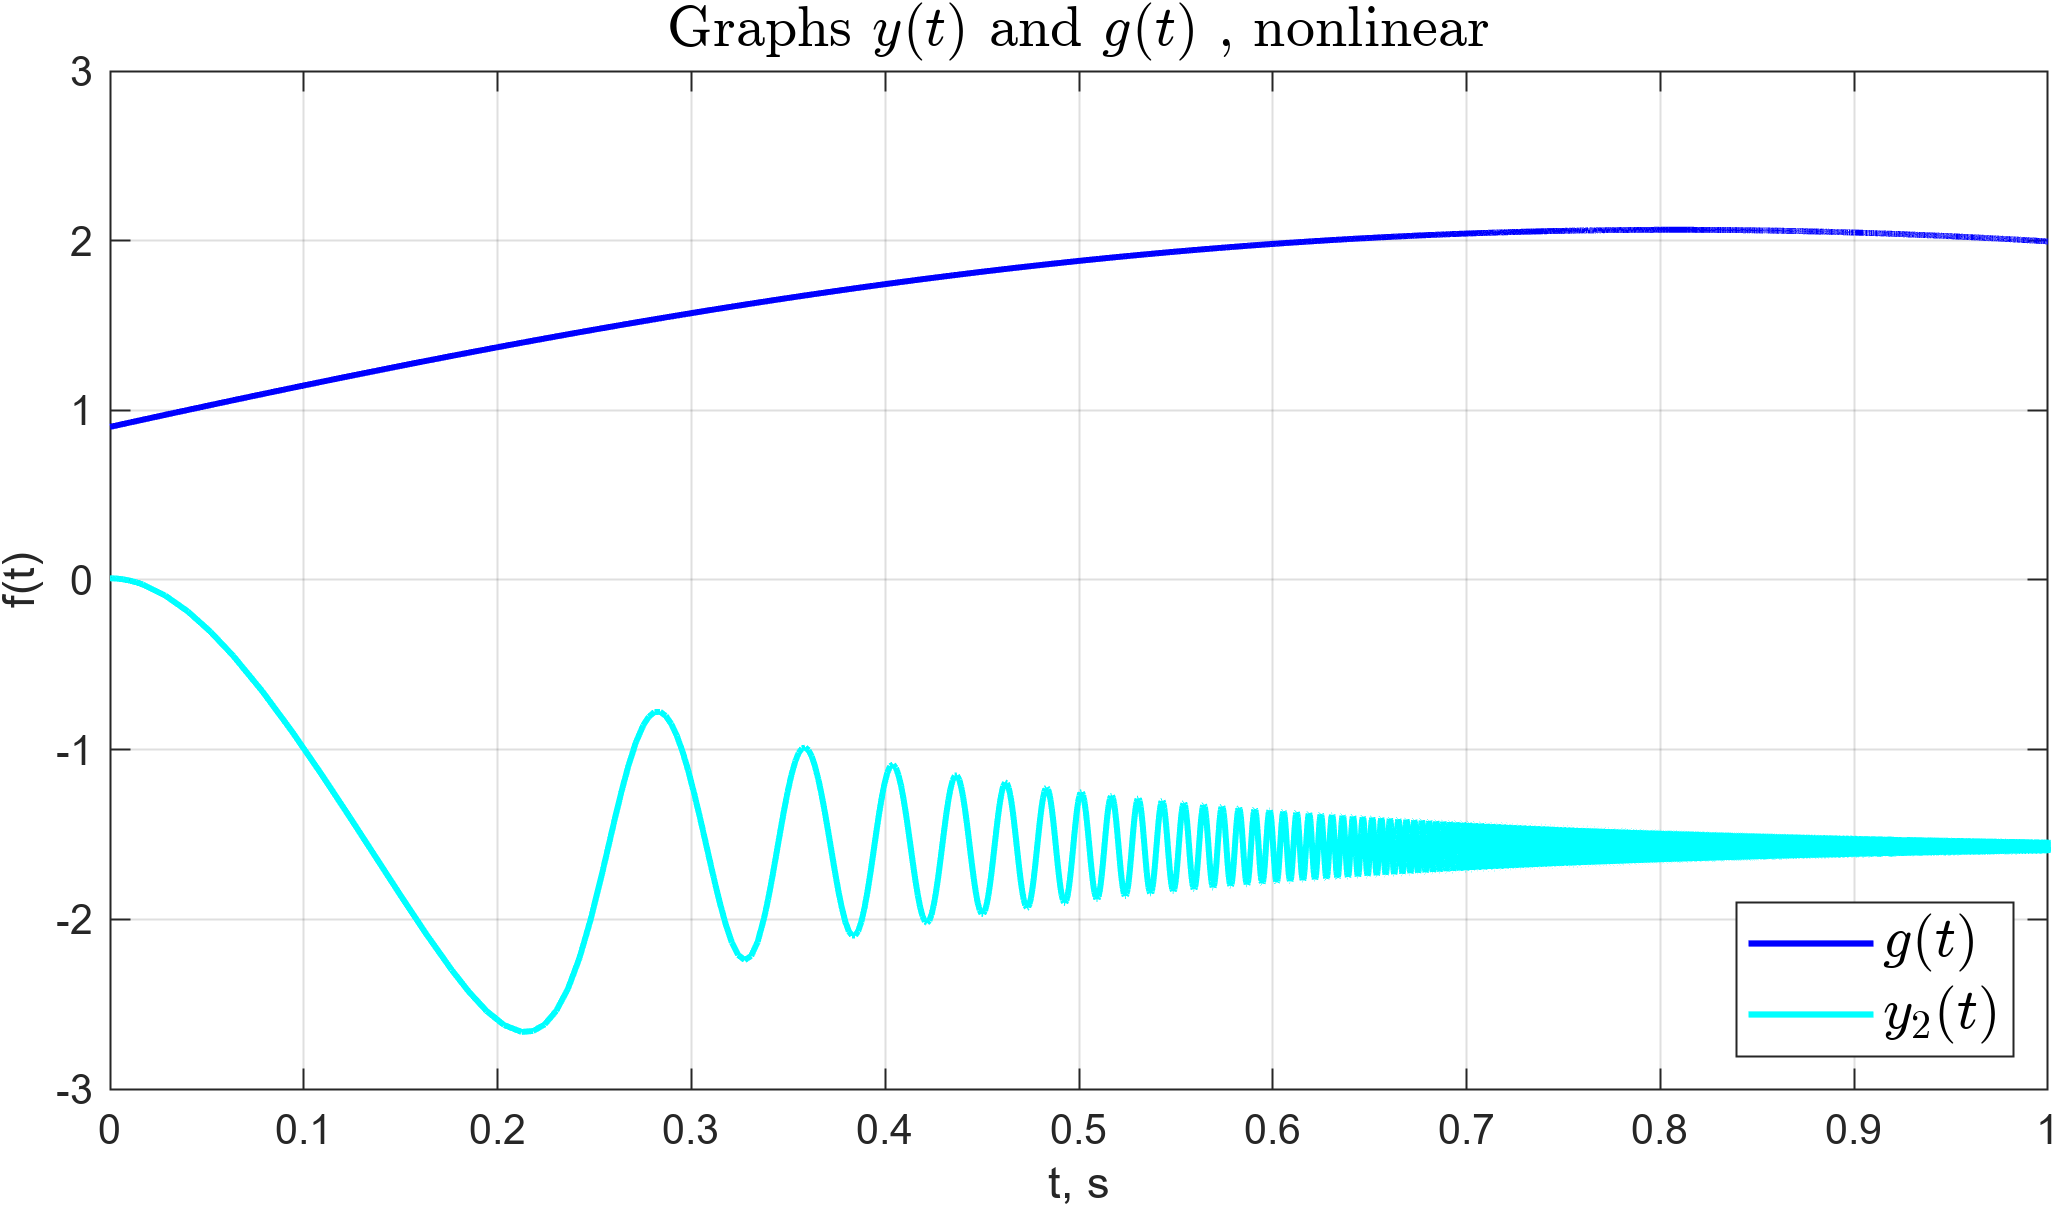 Graphs y(t) and g(t) , nonlinear
3
2
1
0
-1
-2
-3
f(t)
0 0.1 0.2 0.3 0.4 0.5 0.6 0.7 0.8 0.9 1
t, s
g(t)
y₂(t)